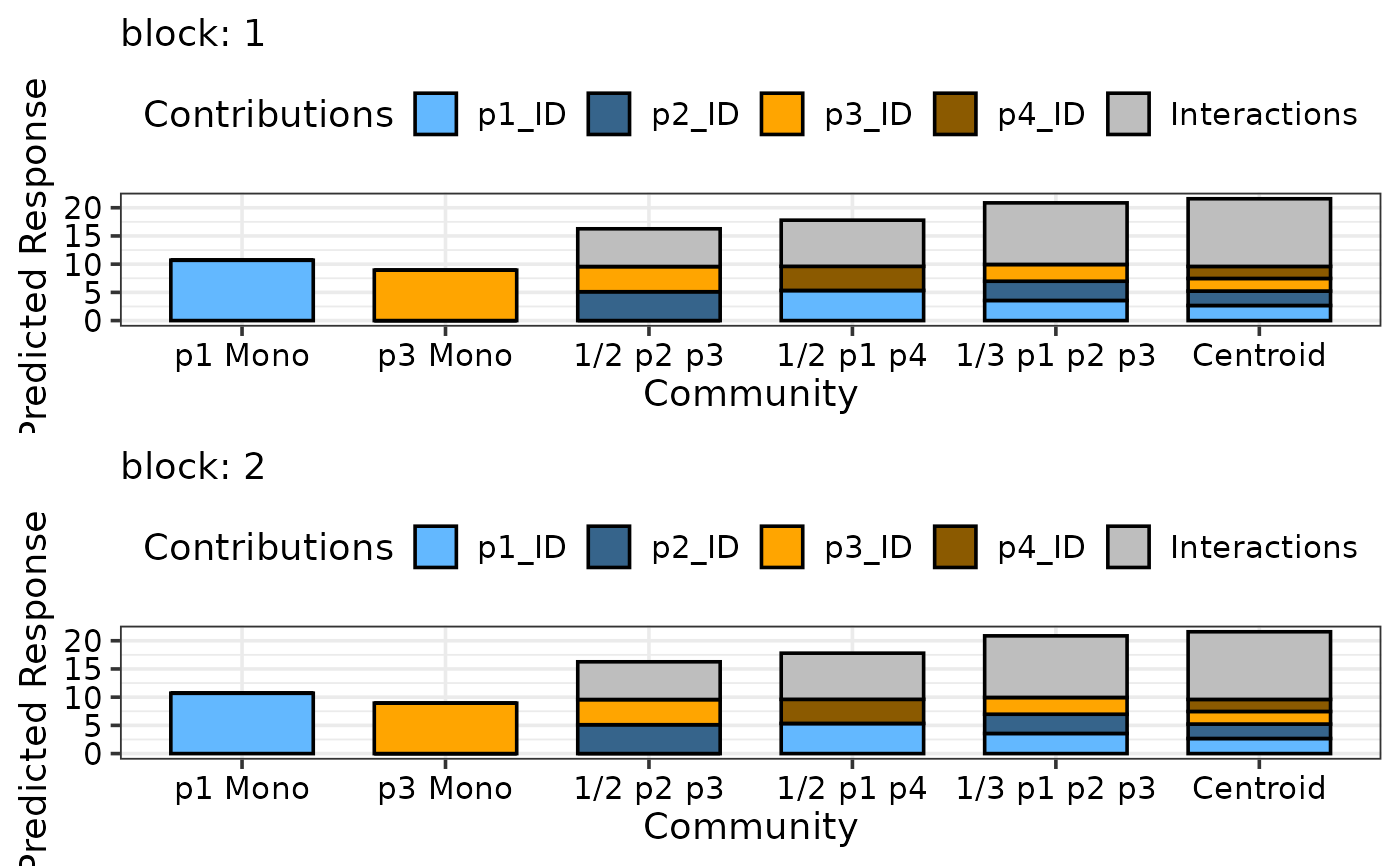 block: 1
Contributions p1_ID p2_ID p3_ID p4_ID Interactions
Predicted Response
20
15
10
5
0
p1 Mono p3 Mono 1/2 p2 p3 1/2 p1 p4 1/3 p1 p2 p3 Centroid
Community
block: 2
Contributions p1_ID p2_ID p3_ID p4_ID Interactions
Predicted Response
20
15
10
5
0
p1 Mono p3 Mono 1/2 p2 p3 1/2 p1 p4 1/3 p1 p2 p3 Centroid
Community